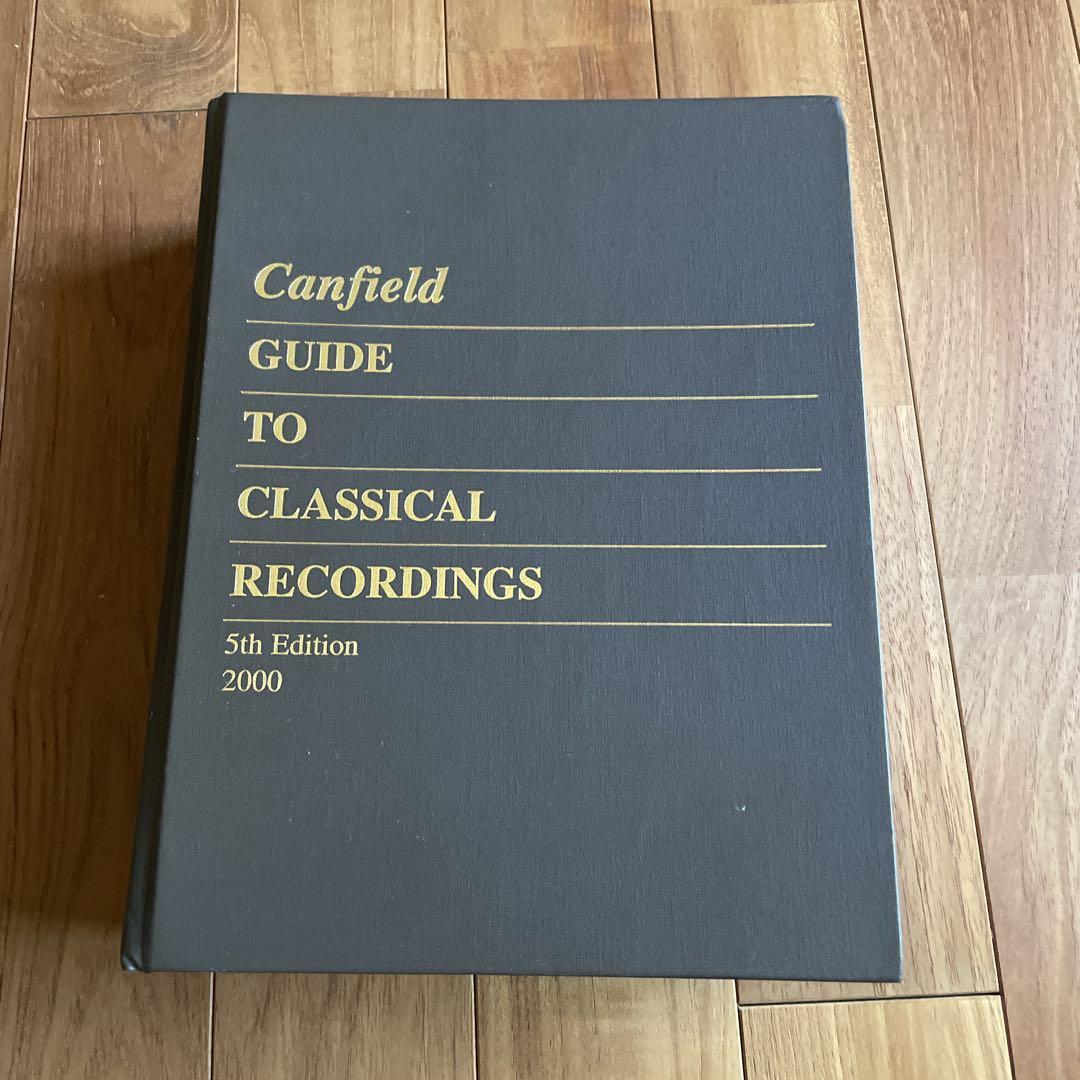 Canfield
GUIDE
TO
CLASSICAL
RECORDINGS
5th Edition
2000